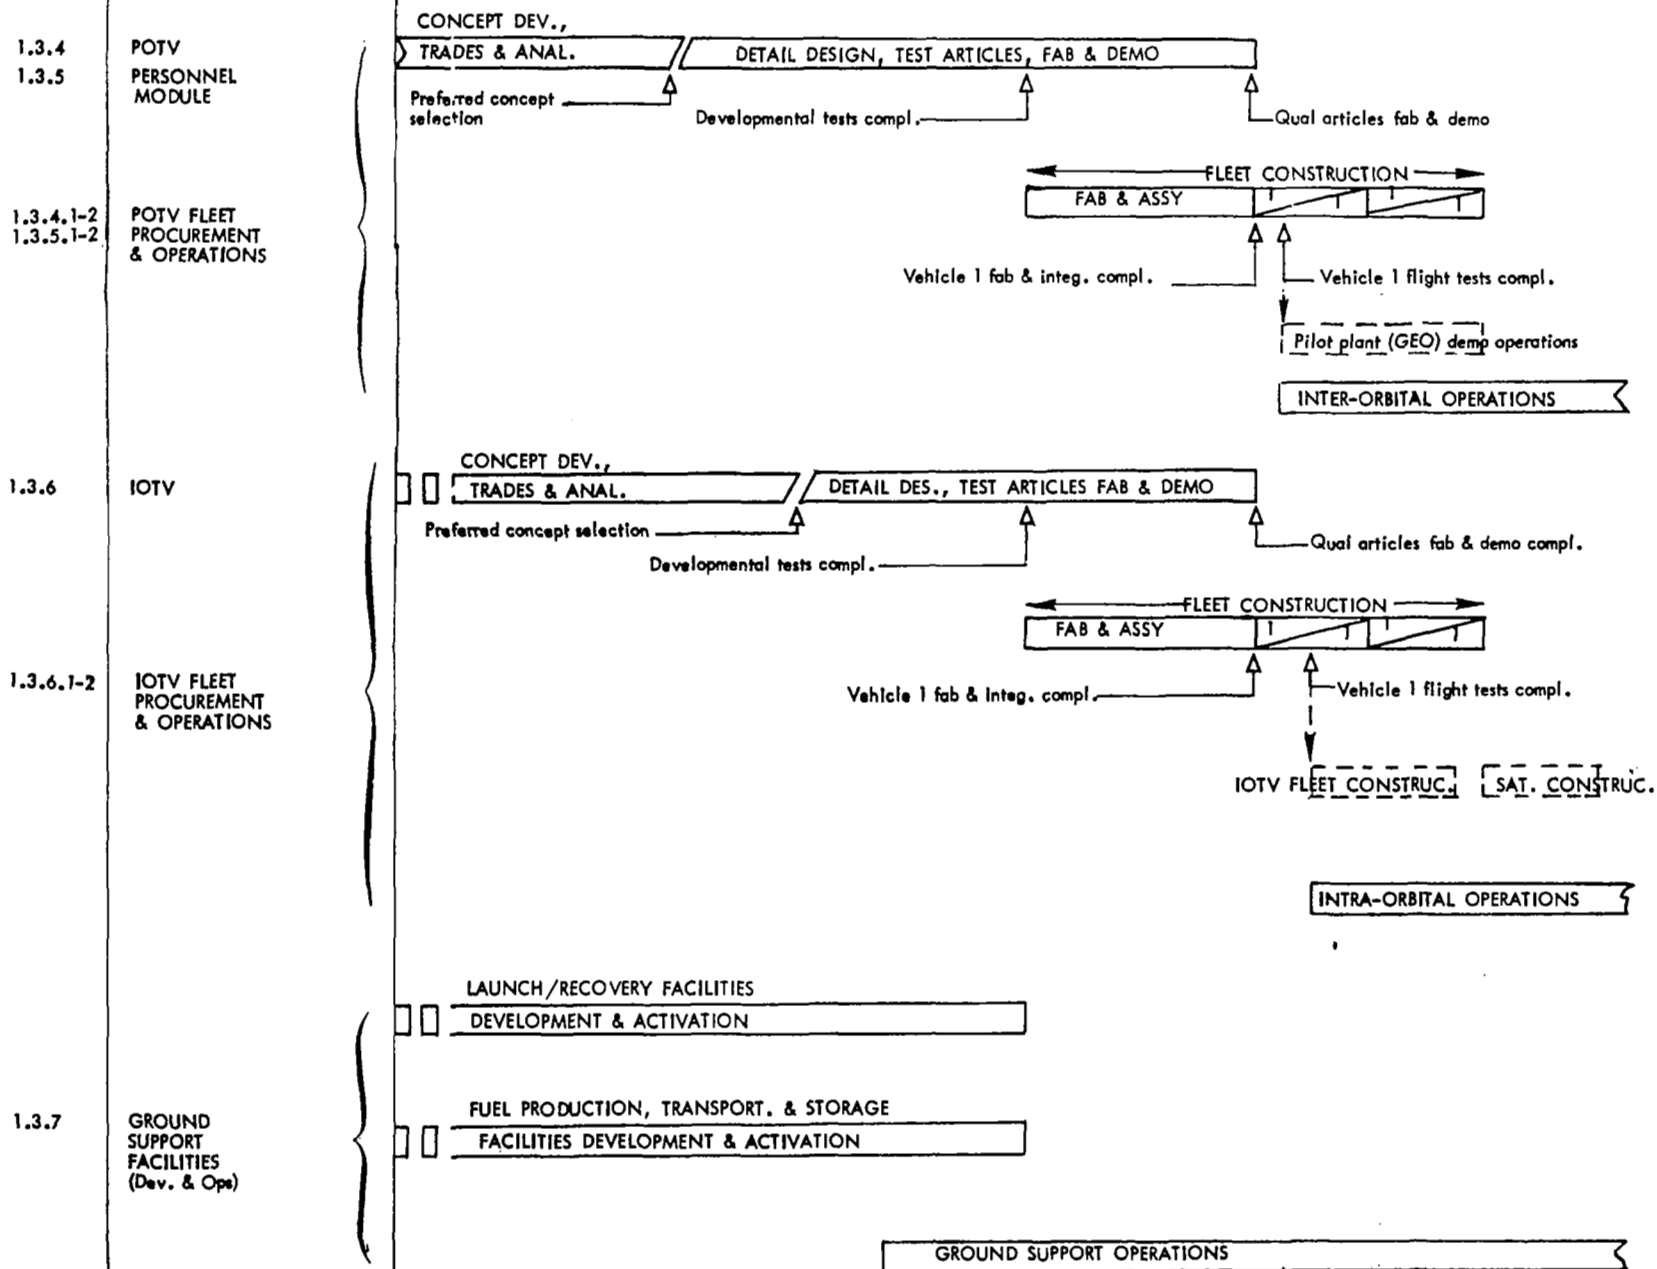 CONCEPT DEV.,
1.3.4 POTV TRADES & ANAL. DETAIL DESIGN, TEST ARTICLES, FAB & DEMO
1.3.5 PERSONNEL
MODULE
Preferred concept
selection
Developmental tests compl.
Qual articles fab & demo
FLEET CONSTRUCTION
FAB & ASSY
1.3.4.1-2 POTV FLEET
1.3.5.1-2 PROCUREMENT
& OPERATIONS
Vehicle 1 fab & integ. compl.
Vehicle 1 flight tests compl.
Pilot plant (GEO) demo operations
INTER-ORBITAL OPERATIONS
CONCEPT DEV.,
1.3.6 IOTV TRADES & ANAL. DETAIL DES., TEST ARTICLES FAB & DEMO
Preferred concept selection
Developmental tests compl.
Qual articles fab & demo compl.
FLEET CONSTRUCTION
FAB & ASSY
1.3.6.1-2 IOTV FLEET
PROCUREMENT
& OPERATIONS
Vehicle 1 fab & integ. compl.
Vehicle 1 flight tests compl.
IOTV FLEET CONSTRUC. SAT. CONSTRUC.
INTRA-ORBITAL OPERATIONS
LAUNCH/RECOVERY FACILITIES
DEVELOPMENT & ACTIVATION
FUEL PRODUCTION, TRANSPORT. & STORAGE
FACILITIES DEVELOPMENT & ACTIVATION
1.3.7 GROUND
SUPPORT
FACILITIES
(Dev. & Ops)
GROUND SUPPORT OPERATIONS